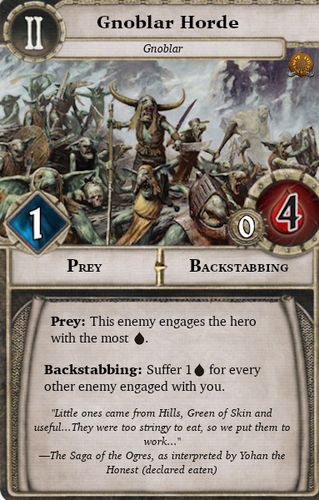 II
Gnoblar Horde
Gnoblar
1
0
4
Prey
Backstabbing
Prey: This enemy engages the hero
with the most .
Backstabbing: Suffer 1 for every
other enemy engaged with you.
"Little ones came from Hills, Green of Skin and
useful...They were too stringy to eat, so we put them to
work..."
—The Saga of the Ogres, as interpreted by Yohan the
Honest (declared eaten)